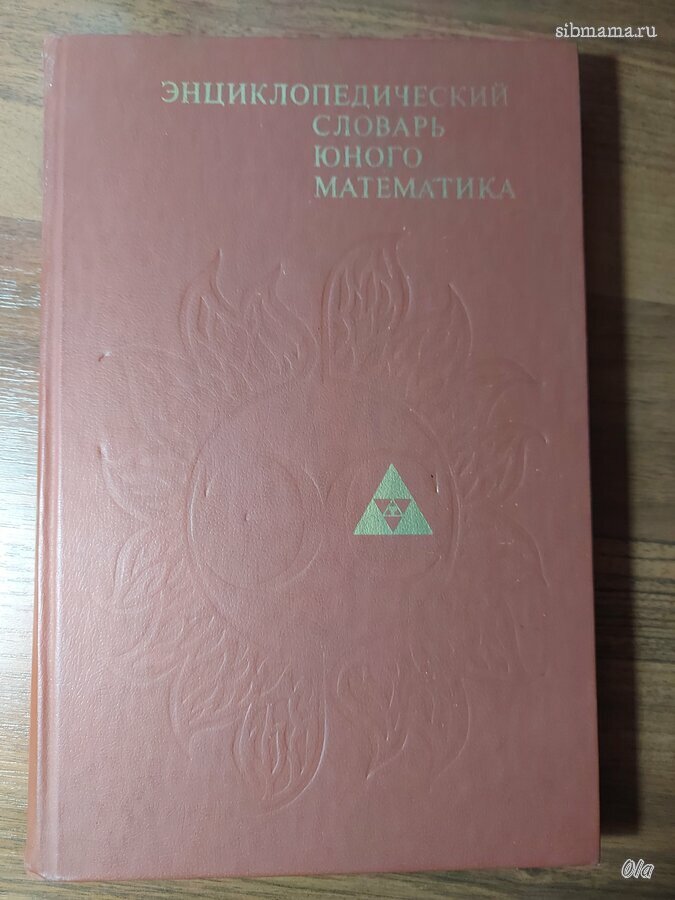 sibmama.ru
ЭНЦИКЛОПЕДИЧЕСКИЙ
СЛОВАРЬ
ЮНОГО
МАТЕМАТИКА
Ola